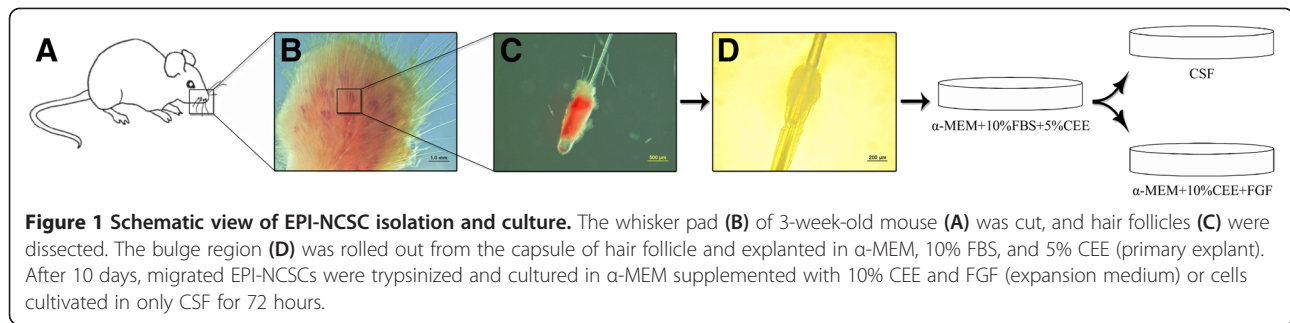 A
B
C
D
1.0 mm
500 µm
200 µm
α-MEM+10%FBS+5%CEE
CSF
α-MEM+10%CEE+FGF
Figure 1 Schematic view of EPI-NCSC isolation and culture. The whisker pad (B) of 3-week-old mouse (A) was cut, and hair follicles (C) were
dissected. The bulge region (D) was rolled out from the capsule of hair follicle and explanted in α-MEM, 10% FBS, and 5% CEE (primary explant).
After 10 days, migrated EPI-NCSCs were trypsinized and cultured in α-MEM supplemented with 10% CEE and FGF (expansion medium) or cells
cultivated in only CSF for 72 hours.